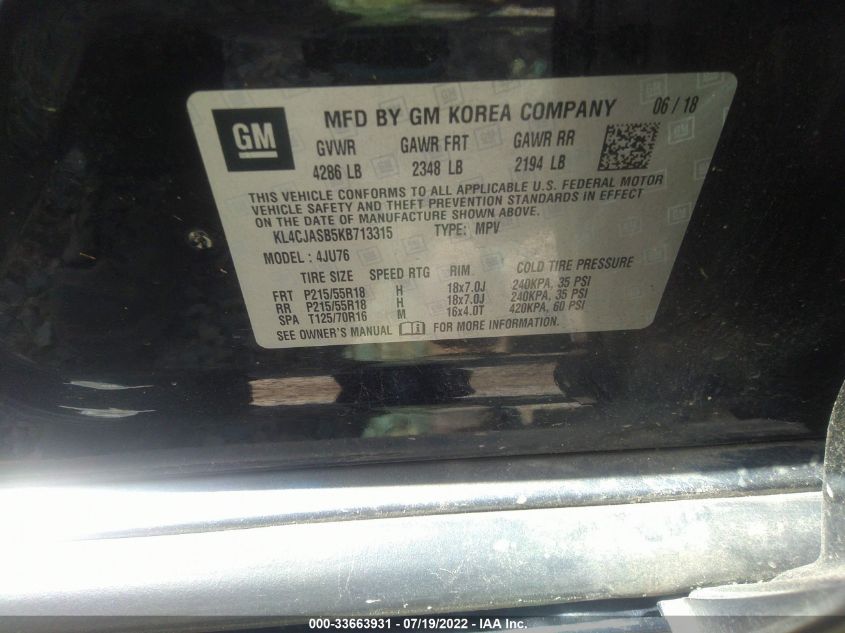 GM
MFD BY GM KOREA COMPANY 06 / 18
GVWR GAWR FRT GAWR RR
4286 LB 2348 LB 2194 LB
THIS VEHICLE CONFORMS TO ALL APPLICABLE U.S. FEDERAL MOTOR
VEHICLE SAFETY AND THEFT PREVENTION STANDARDS IN EFFECT
ON THE DATE OF MANUFACTURE SHOWN ABOVE.
KL4CJASB5KB713315 TYPE: MPV
MODEL : 4JU76
TIRE SIZE SPEED RTG RIM COLD TIRE PRESSURE
FRT P215/55R18 H 18x7.0J 240KPA, 35 PSI
RR P215/55R18 H 18x7.0J 240KPA, 35 PSI
SPA T125/70R16 M 16x4.0T 420KPA, 60 PSI
SEE OWNER'S MANUAL FOR MORE INFORMATION.
000-33663931 - 07/19/2022 - IAA Inc.